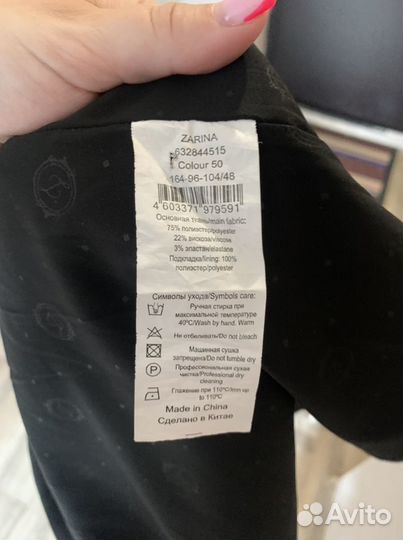 ZARINA
632844515
Colour 50
164-96-104/48
4 603371 979591
Основная ткань/main fabric:
75% полиэстер/polyester
22% вискоза/viscose
3% эластан/elastane
Подкладка/lining: 100%
полиэстер/polyester
Символы ухода/Symbols care:
Ручная стирка при
максимальной температуре
40ºC/Wash by hand. Warm
Не отбеливать/Do not bleach
Машинная сушка
запрещена/Do not tumble dry
P
Профессиональная сухая
чистка/Professional dry
cleaning
Глажение при 110ºC/Iron up
to 110ºC
Made in China
Сделано в Китае
Avito